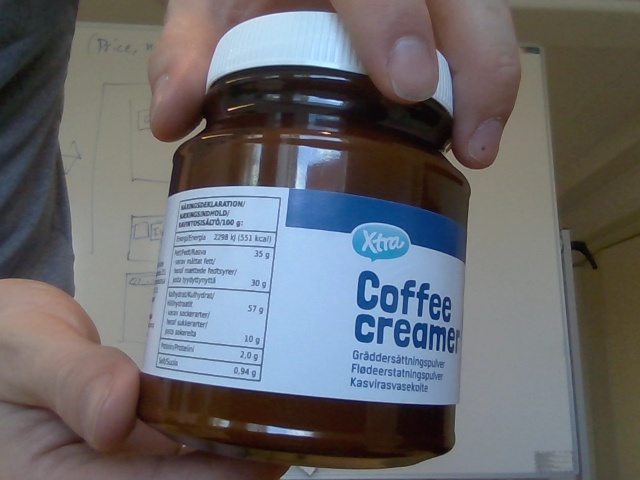 (Price,
NÄRINGSDEKLARATION/
NÆRINGSINDHOLD/
RAVINTOSISÄLTÖ/100 g:
Energi/Energia 2298 kJ (551 kcal)
Fett/Fedt/Rasva 35 g
varav mättat fett/
heraf mættede fedtsyrer/
josta tyydyttynyttä 30 g
Kolhydrat/Kulhydrat/
Hiilihydraatit 57 g
varav sockerarter/
heraf sukkerarter/
josta sokereita 10 g
Protein/Proteiini 2,0 g
Salt/Suola 0,94 g
X-tra
Coffee
creamer
Gräddersättningspulver
Flødeerstatningspulver
Kasvirasvasekoite